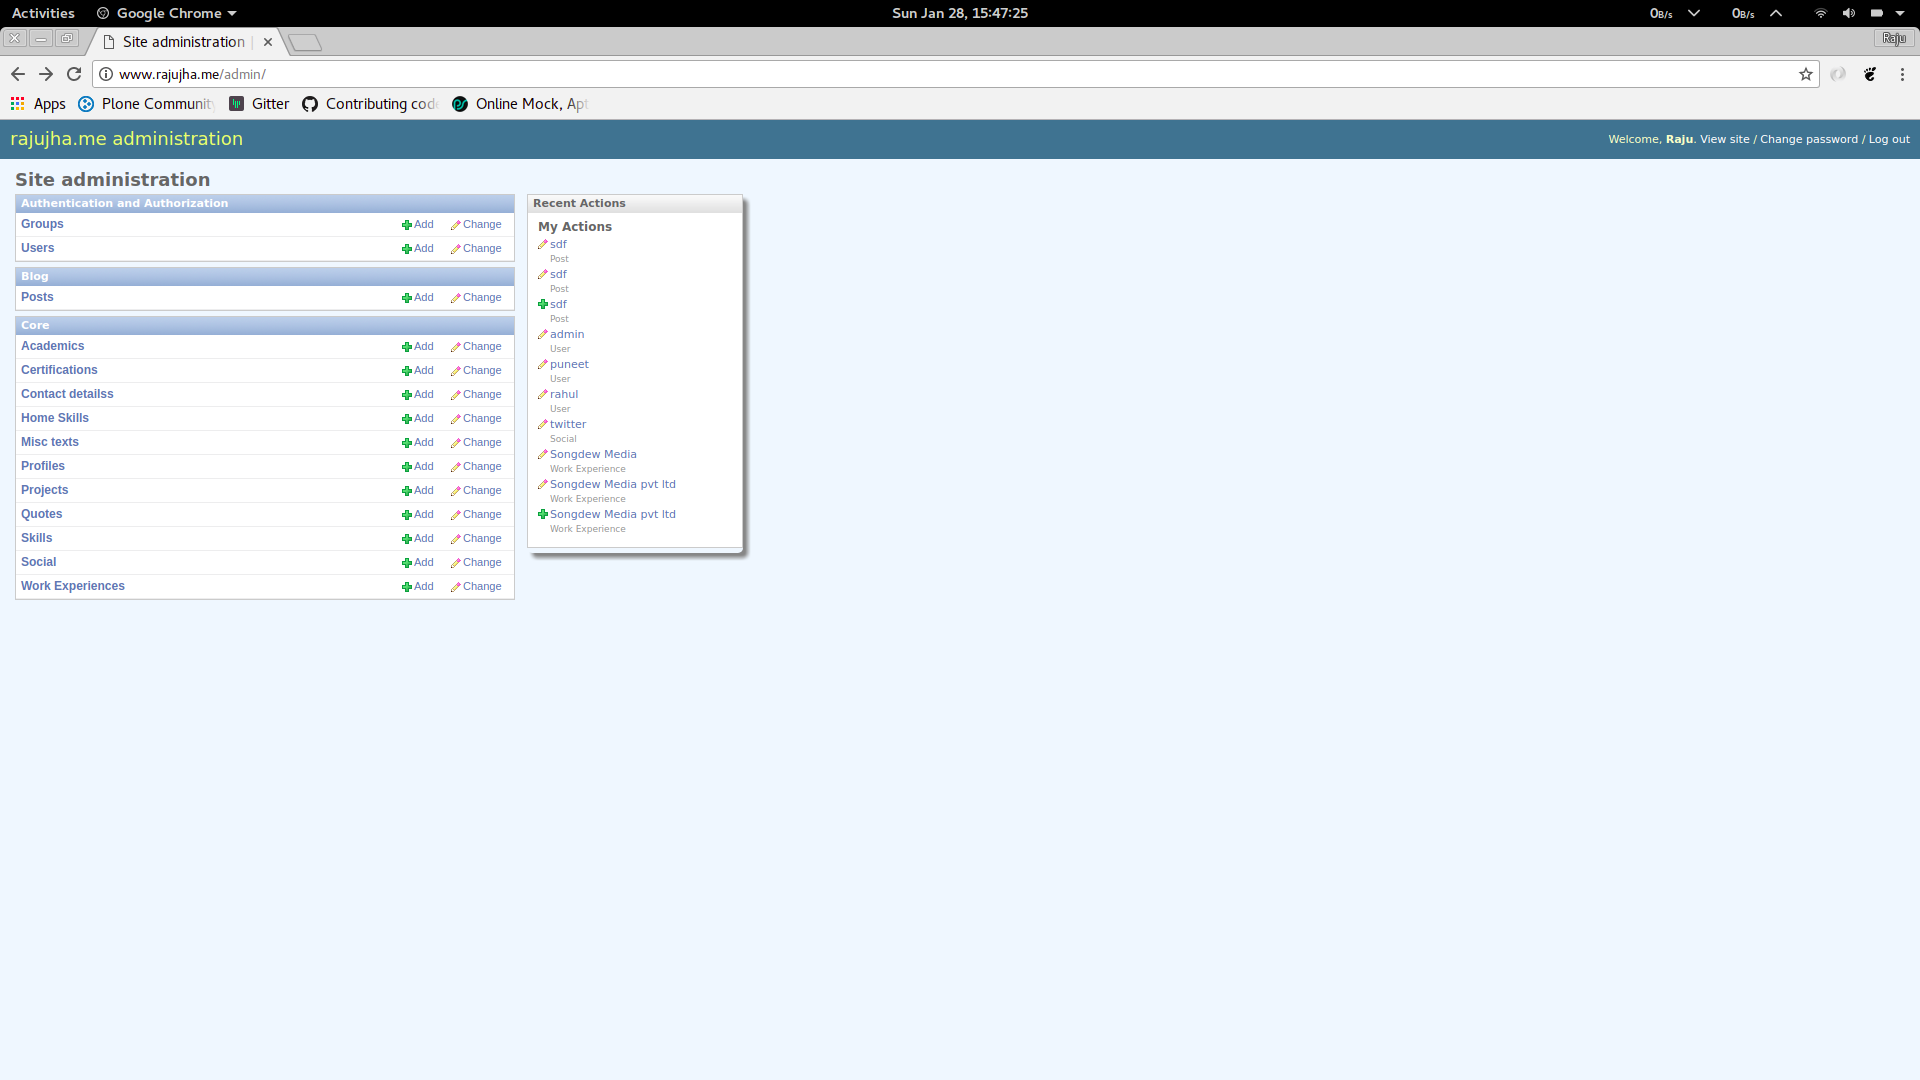 Activities Google Chrome Sun Jan 28, 15:47:25 0B/s 0B/s
Site administration Raju
www.rajujha.me/admin/
Apps Plone Communit Gitter Contributing cod Online Mock, Apt
rajujha.me administration Welcome, Raju. View site / Change password / Log out
Site administration
Authentication and Authorization
Groups Add Change
Users Add Change
Blog
Posts Add Change
Core
Academics Add Change
Certifications Add Change
Contact detailss Add Change
Home Skills Add Change
Misc texts Add Change
Profiles Add Change
Projects Add Change
Quotes Add Change
Skills Add Change
Social Add Change
Work Experiences Add Change
Recent Actions
My Actions
sdf
Post
sdf
Post
sdf
Post
admin
User
puneet
User
rahul
User
twitter
Social
Songdew Media
Work Experience
Songdew Media pvt ltd
Work Experience
Songdew Media pvt ltd
Work Experience